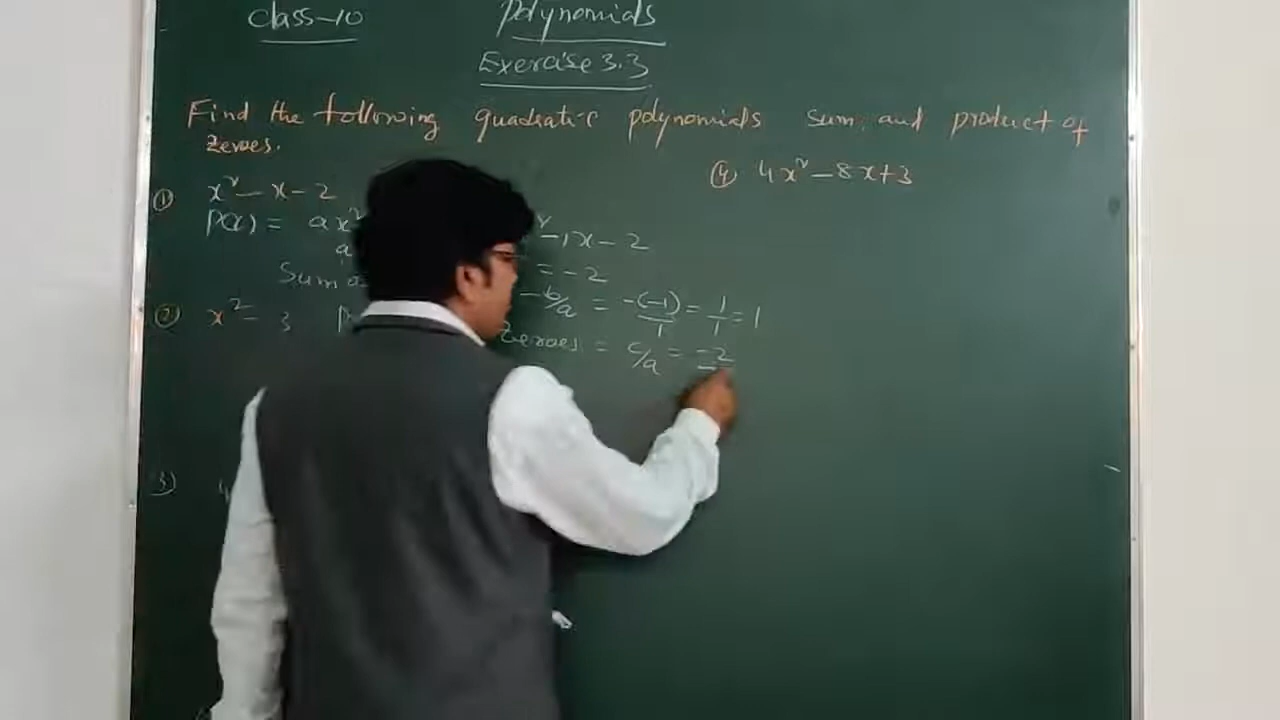 class-10
Polynomials
Exercise 3.3
Find the following quadratic polynomials sum and product of
zeroes.
① x² - x - 2
P(x) = ax²
- 1x - 2
a
= -2
Sum
-b/a = -(-1)/1 = 1/1 = 1
zeroes = c/a = -2
② x² - 3
3)
④ 4x² - 8x + 3